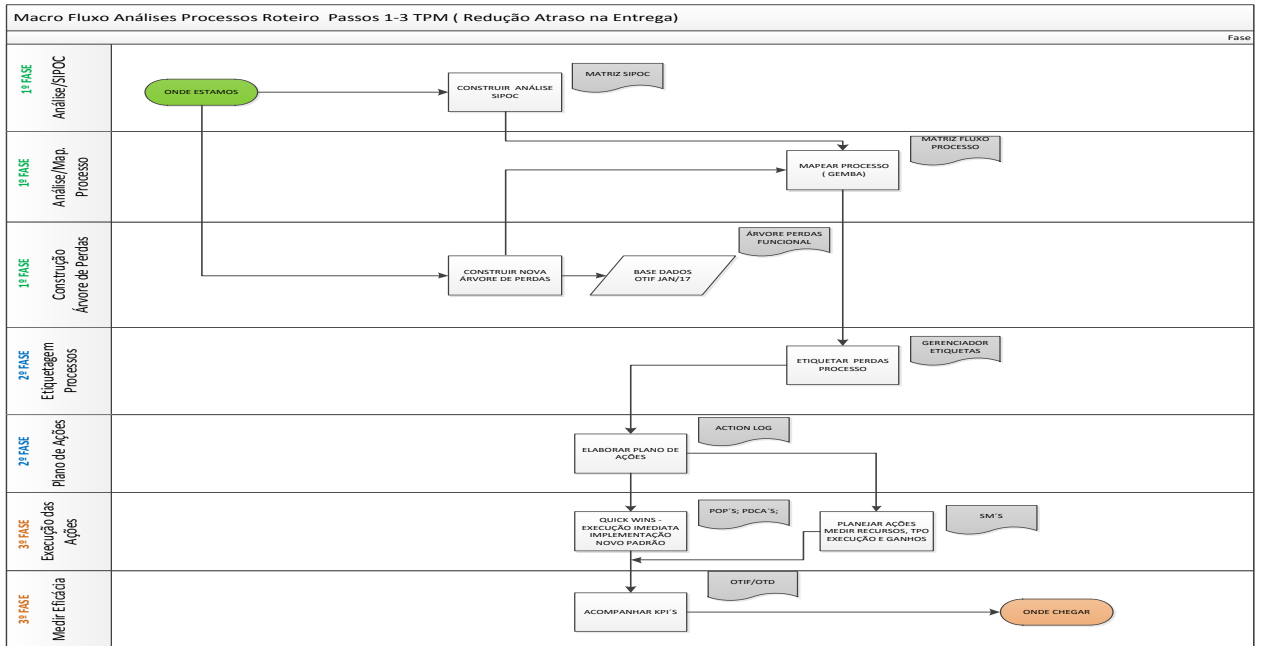 Macro Fluxo Análises Processos Roteiro Passos 1-3 TPM ( Redução Atraso na Entrega)
Fase
1º FASE
Análise/SIPOC
ONDE ESTAMOS
CONSTRUIR ANÁLISE
SIPOC
MATRIZ SIPOC
1º FASE
Análise/Map.
Processo
MAPEAR PROCESSO
( GEMBA)
MATRIZ FLUXO
PROCESSO
1º FASE
Construção
Árvore de Perdas
CONSTRUIR NOVA
ÁRVORE DE PERDAS
BASE DADOS
OTIF JAN/17
ÁRVORE PERDAS
FUNCIONAL
2º FASE
Etiquetagem
Processos
ETIQUETAR PERDAS
PROCESSO
GERENCIADOR
ETIQUETAS
2º FASE
Plano de Ações
ELABORAR PLANO DE
AÇÕES
ACTION LOG
3º FASE
Execução das
Ações
QUICK WINS -
EXECUÇÃO IMEDIATA
IMPLEMENTAÇÃO
NOVO PADRÃO
POP´S; PDCA´S;
PLANEJAR AÇÕES
MEDIR RECURSOS, TPO
EXECUÇÃO E GANHOS
SM´S
3º FASE
Medir Eficácia
ACOMPANHAR KPI´S
OTIF/OTD
ONDE CHEGAR